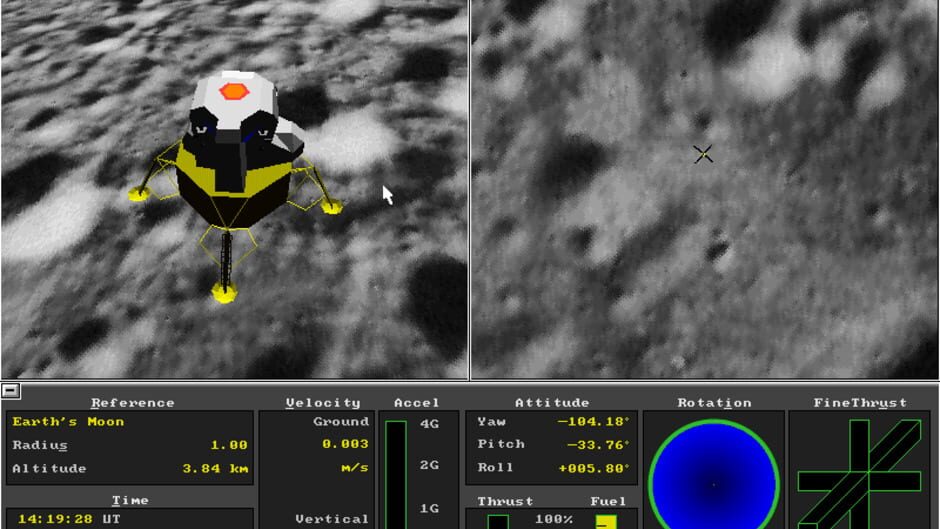 Reference
Earth's Moon
Radius 1.00
Altitude 3.84 km
Time
14:19:28 UT
Velocity
Ground
0.003
m/s
Vertical
Accel
4G
2G
1G
Attitude
Yaw -104.18°
Pitch -33.76°
Roll +005.80°
Thrust Fuel
100%
Rotation
FineThrust